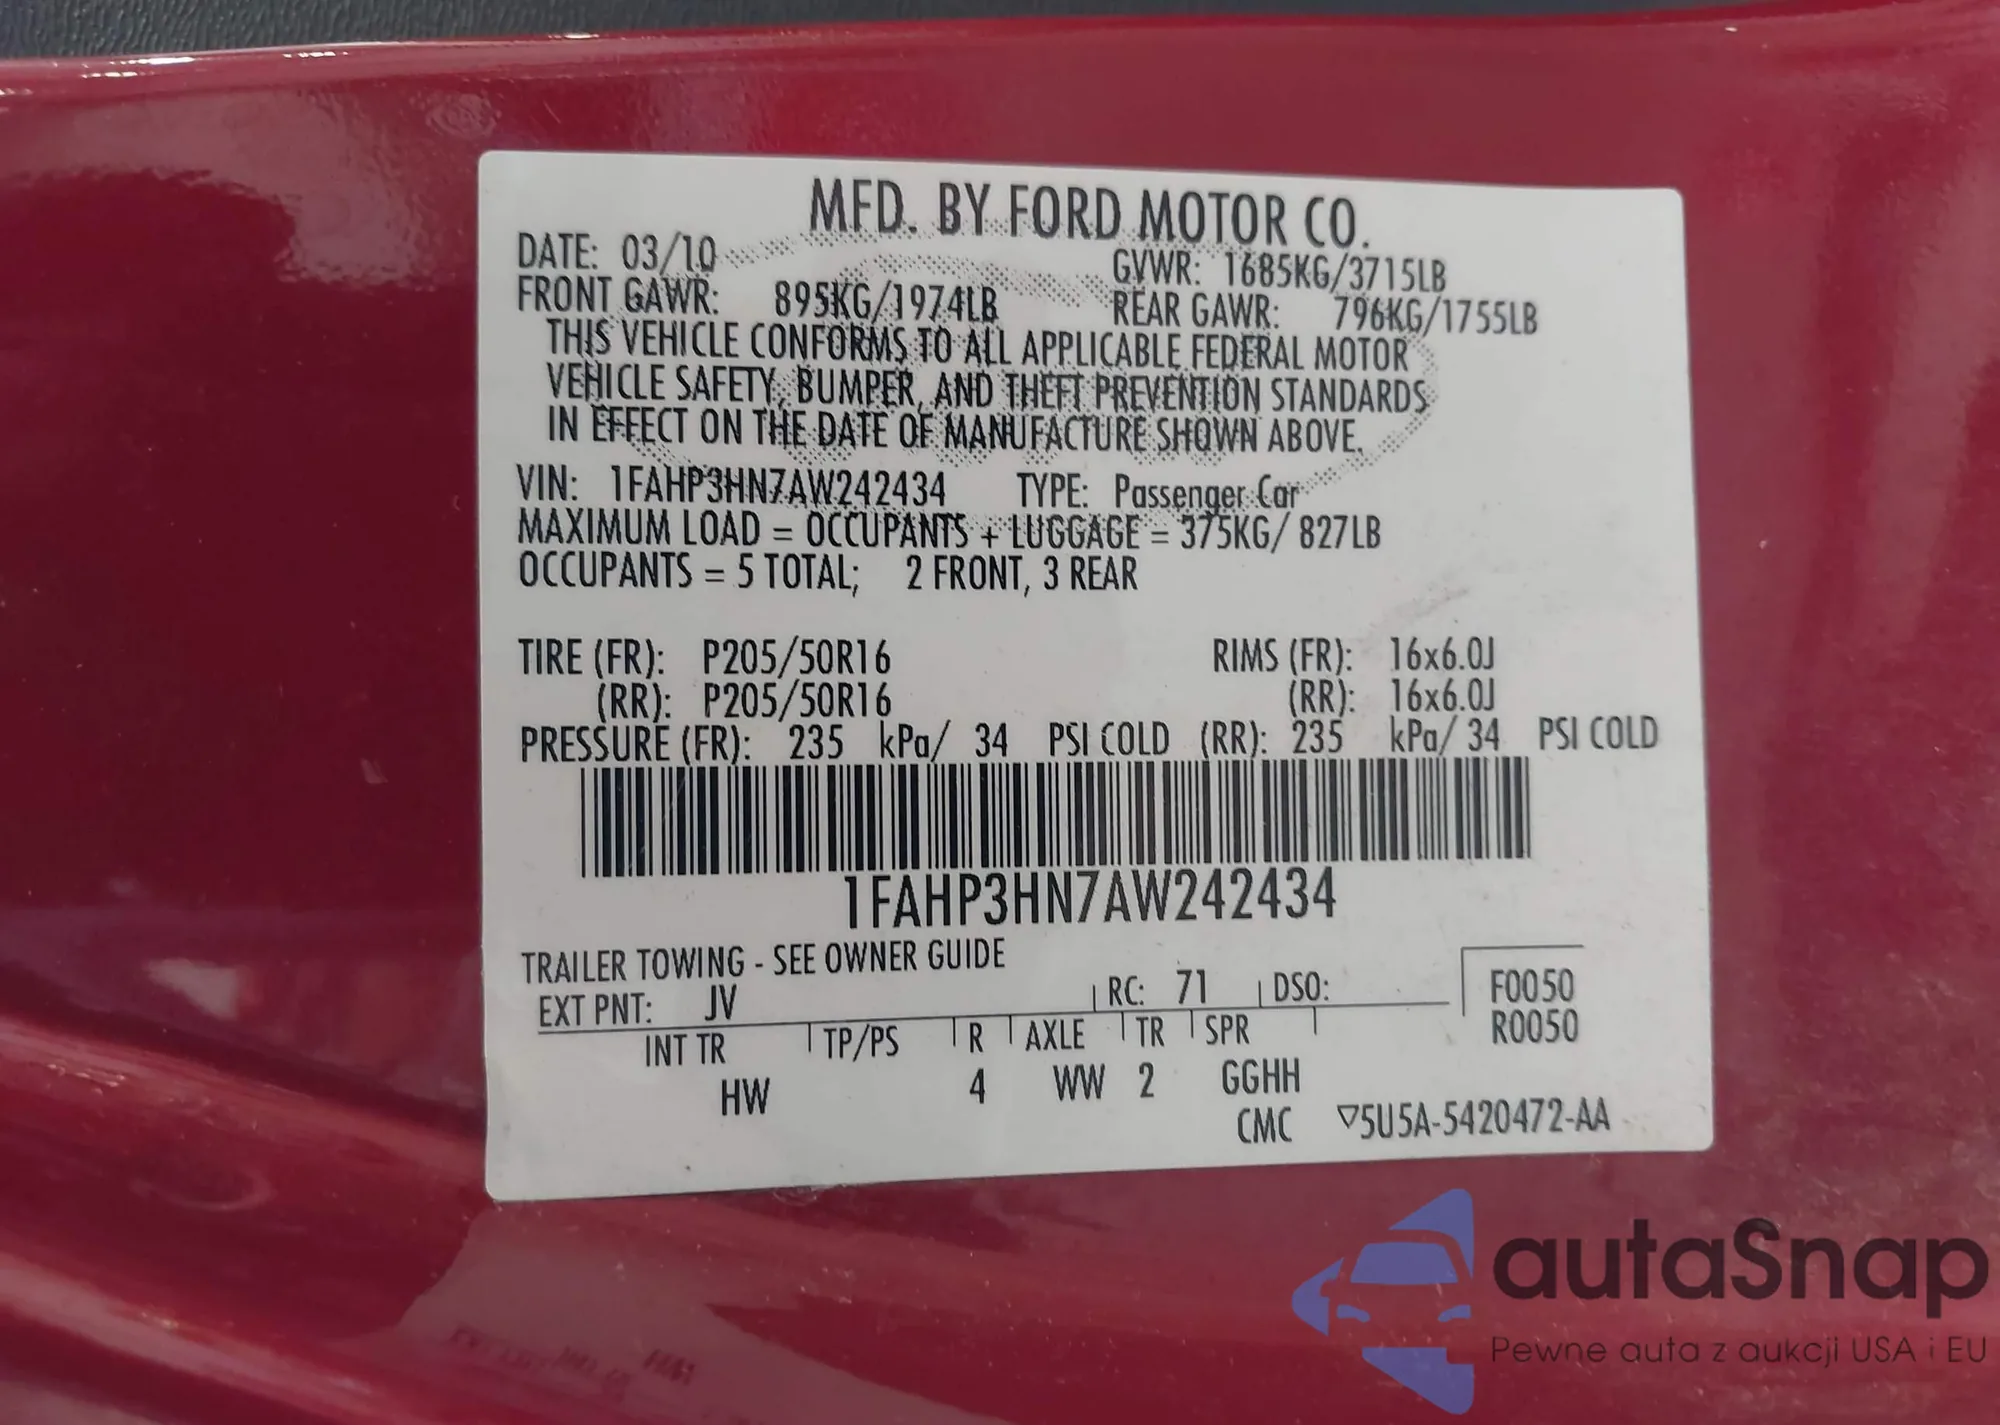 MFD. BY FORD MOTOR CO.
DATE: 03/10 GVWR: 1685KG/3715LB
FRONT GAWR: 895KG/1974LB REAR GAWR: 796KG/1755LB
THIS VEHICLE CONFORMS TO ALL APPLICABLE FEDERAL MOTOR
VEHICLE SAFETY, BUMPER, AND THEFT PREVENTION STANDARDS
IN EFFECT ON THE DATE OF MANUFACTURE SHOWN ABOVE.
VIN: 1FAHP3HN7AW242434 TYPE: Passenger Car
MAXIMUM LOAD = OCCUPANTS + LUGGAGE = 375KG/ 827LB
OCCUPANTS = 5 TOTAL; 2 FRONT, 3 REAR
TIRE (FR): P205/50R16 RIMS (FR): 16x6.0J
(RR): P205/50R16 (RR): 16x6.0J
PRESSURE (FR): 235 kPa/ 34 PSI COLD (RR): 235 kPa/ 34 PSI COLD
1FAHP3HN7AW242434
TRAILER TOWING - SEE OWNER GUIDE
EXT PNT: JV RC: 71 DSO: F0050
R0050
INT TR TP/PS R AXLE TR SPR
HW 4 WW 2 GGHH
CMC ▽5U5A-5420472-AA
autaSnap
Pewne auta z aukcji USA i EU